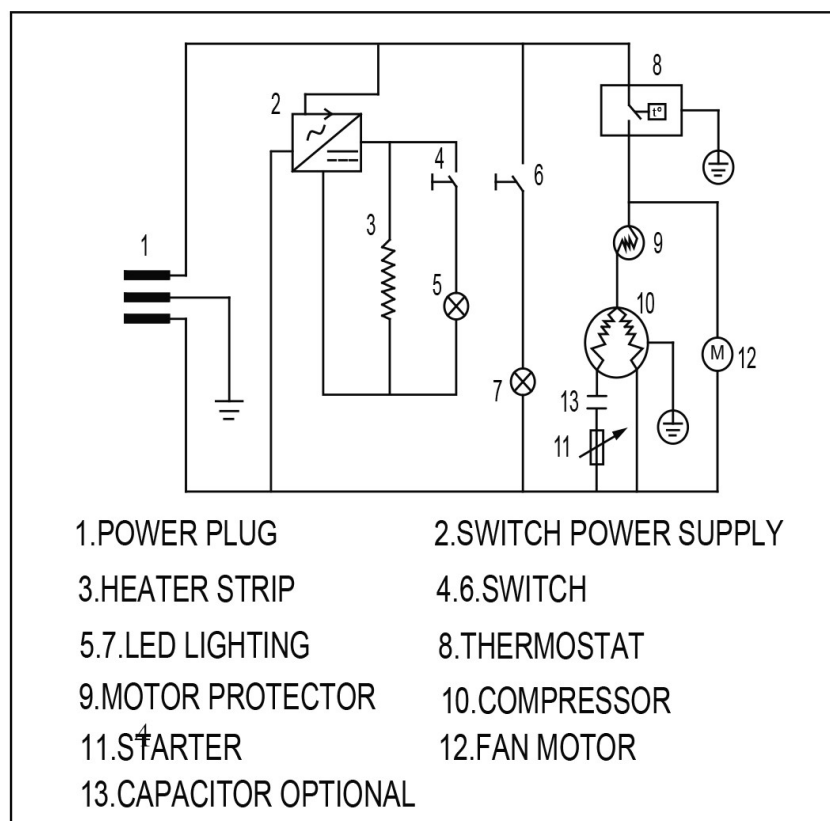 8
2
t°
4
6
3
1
9
5
10
M
12
7
13
11
1.POWER PLUG 2.SWITCH POWER SUPPLY
3.HEATER STRIP 4.6.SWITCH
5.7.LED LIGHTING 8.THERMOSTAT
9.MOTOR PROTECTOR 10.COMPRESSOR
4
11.STARTER 12.FAN MOTOR
13.CAPACITOR OPTIONAL